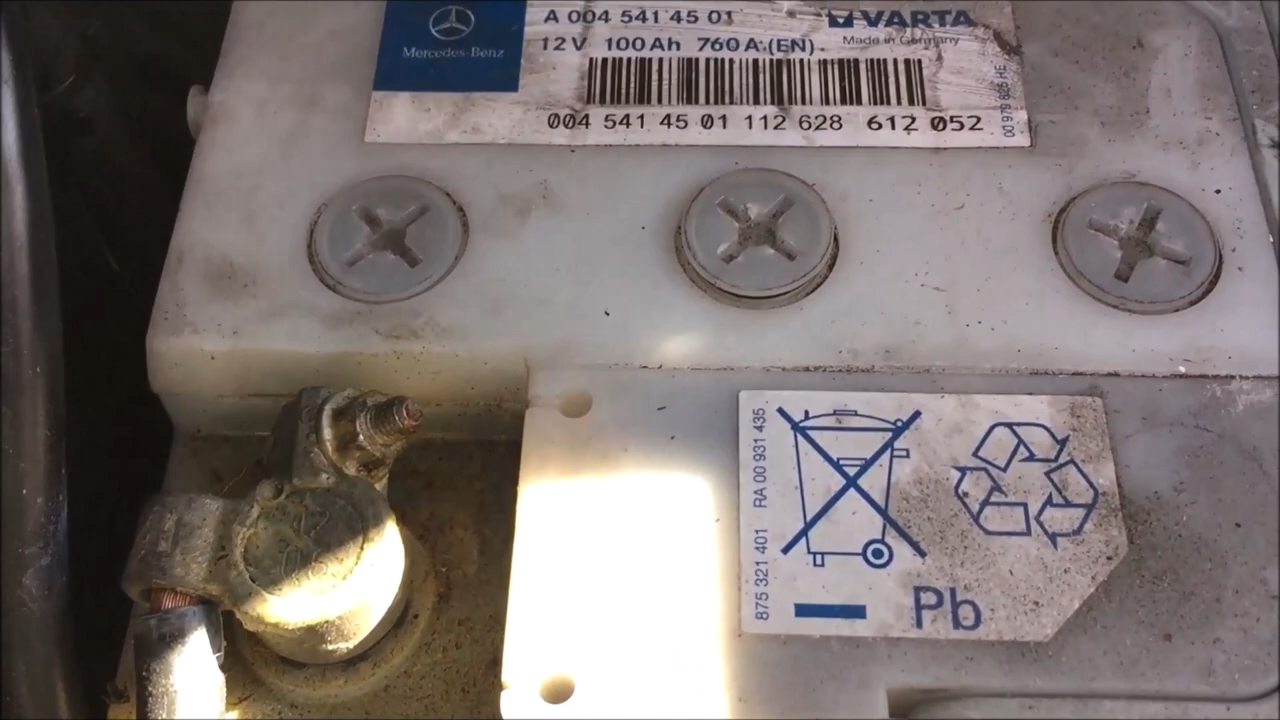 Mercedes-Benz
A 004 541 45 01
12V 100Ah 760A (EN)
VARTA
Made in Germany
004 541 45 01 112 628 612 052
00 979 826 HE
875 321 401 RA 00 931 435
Pb